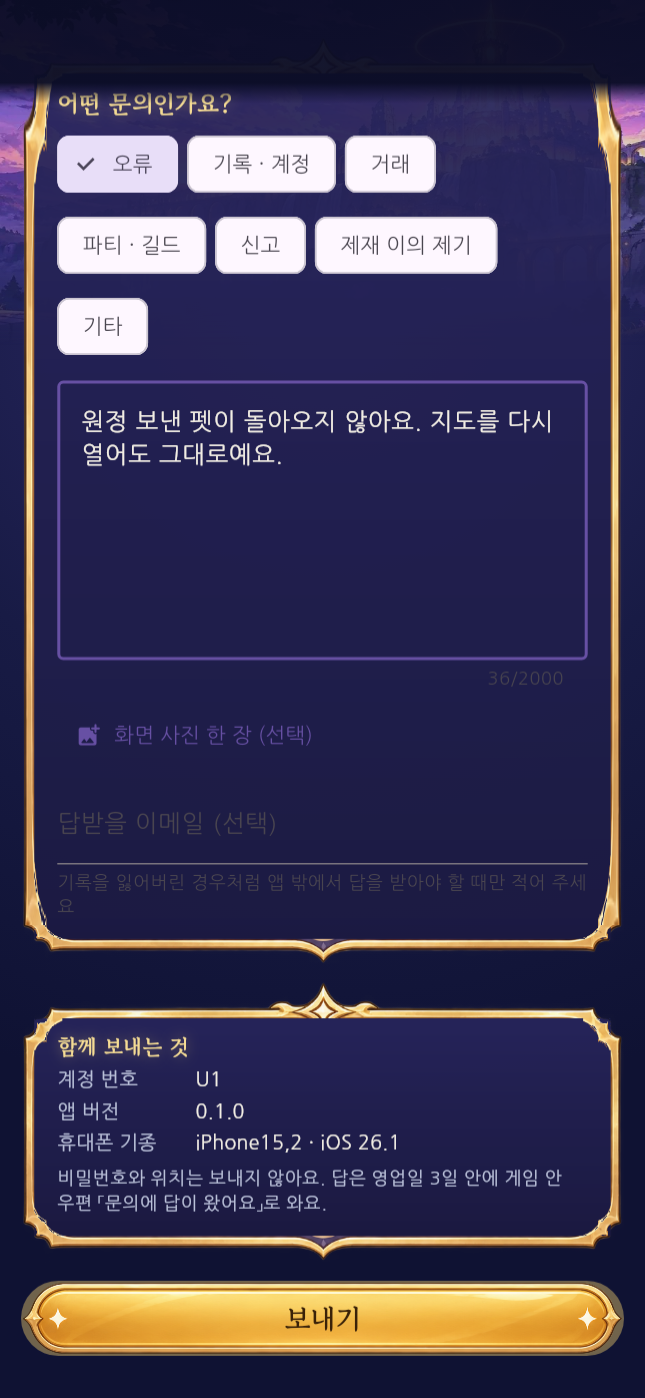 어떤 문의인가요?
오류
기록 · 계정
거래
파티 · 길드
신고
제재 이의 제기
기타
원정 보낸 펫이 돌아오지 않아요. 지도를 다시
열어도 그대로예요.
36/2000
화면 사진 한 장 (선택)
답받을 이메일 (선택)
기록을 잃어버린 경우처럼 앱 밖에서 답을 받아야 할 때만 적어 주세
요
함께 보내는 것
계정 번호 U1
앱 버전 0.1.0
휴대폰 기종 iPhone15,2 · iOS 26.1
비밀번호와 위치는 보내지 않아요. 답은 영업일 3일 안에 게임 안
우편 「문의에 답이 왔어요」로 와요.
보내기